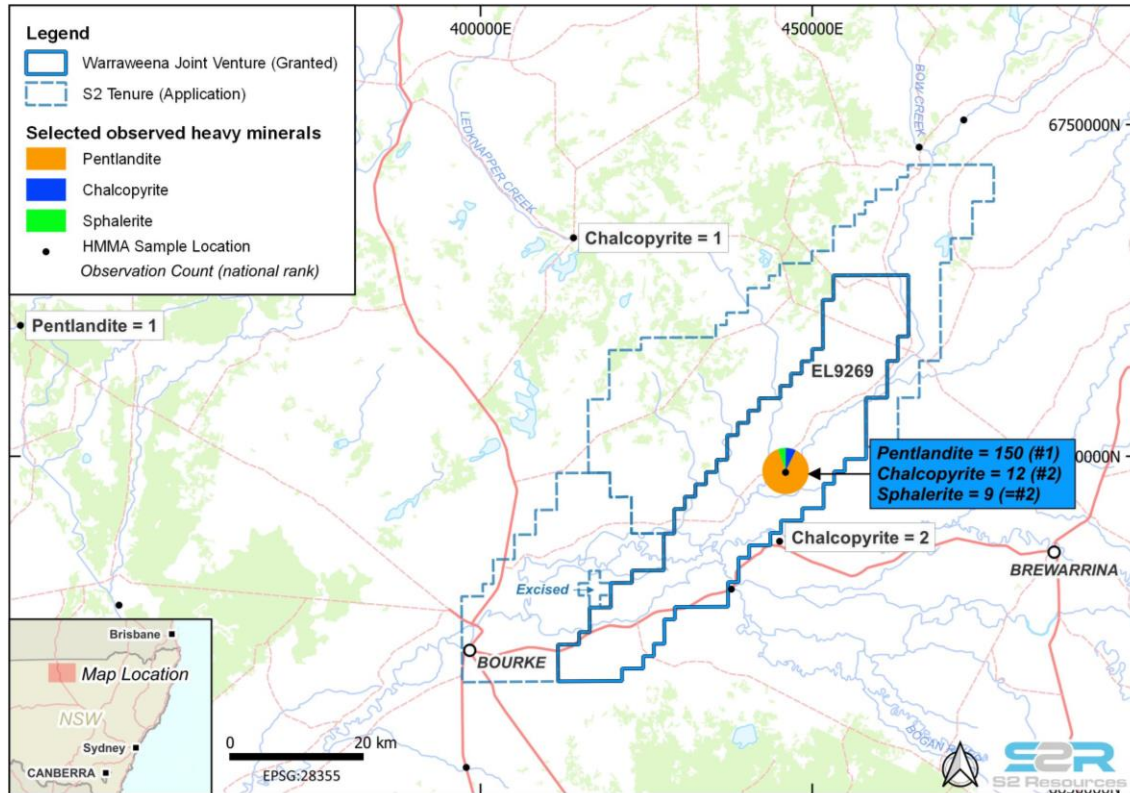 400000E
450000E
Legend
Warraweena Joint Venture (Granted)
S2 Tenure (Application)
Selected observed heavy minerals
Pentlandite
Chalcopyrite
Sphalerite
HMMA Sample Location
Observation Count (national rank)
BOW CREEK
6750000N
LEDKNAPPER CREEK
Chalcopyrite = 1
Pentlandite = 1
EL9269
Pentlandite = 150 (#1)
Chalcopyrite = 12 (#2)
Sphalerite = 9 (=#2)
Chalcopyrite = 2
BREWARRINA
Excised
BOURKE
Brisbane
Map Location
NSW
Sydney
CANBERRA
0 20 km
EPSG:28355
BOGAN
S2R
S2 Resources